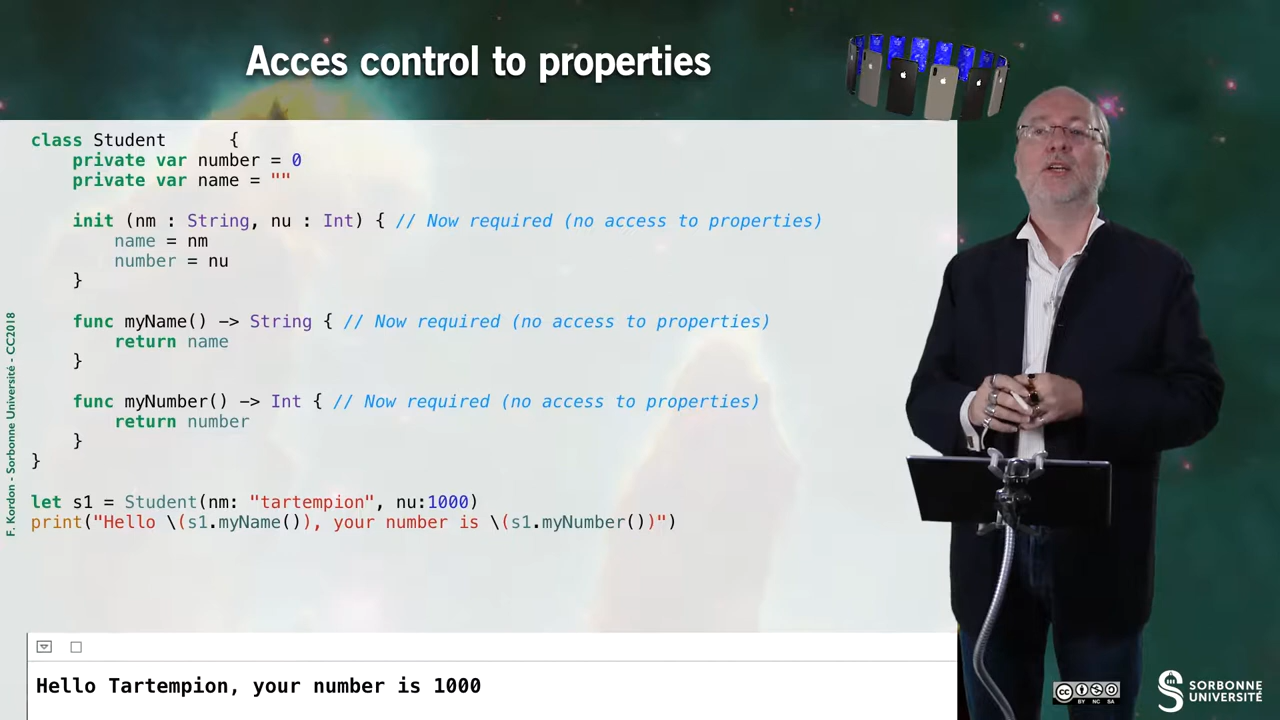 Acces control to properties
class Student      {
    private var number = 0
    private var name = ""
    init (nm : String, nu : Int) { // Now required (no access to properties)
        name = nm
        number = nu
    }
    func myName() -> String { // Now required (no access to properties)
        return name
    }
    func myNumber() -> Int { // Now required (no access to properties)
        return number
    }
}
let s1 = Student(nm: "tartempion", nu:1000)
print("Hello \(s1.myName()), your number is \(s1.myNumber())")
Hello Tartempion, your number is 1000
F. Kordon - Sorbonne Université - CC2018
CC BY NC SA
SORBONNE
UNIVERSITÉ